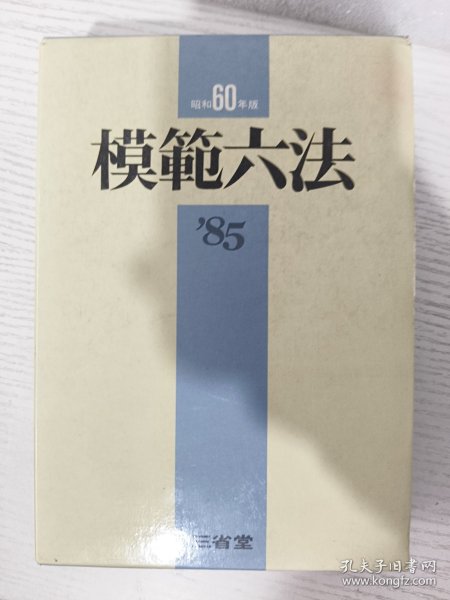 昭和60年版
模範六法
'85
三省堂
孔夫子旧书网
www.kongfz.com